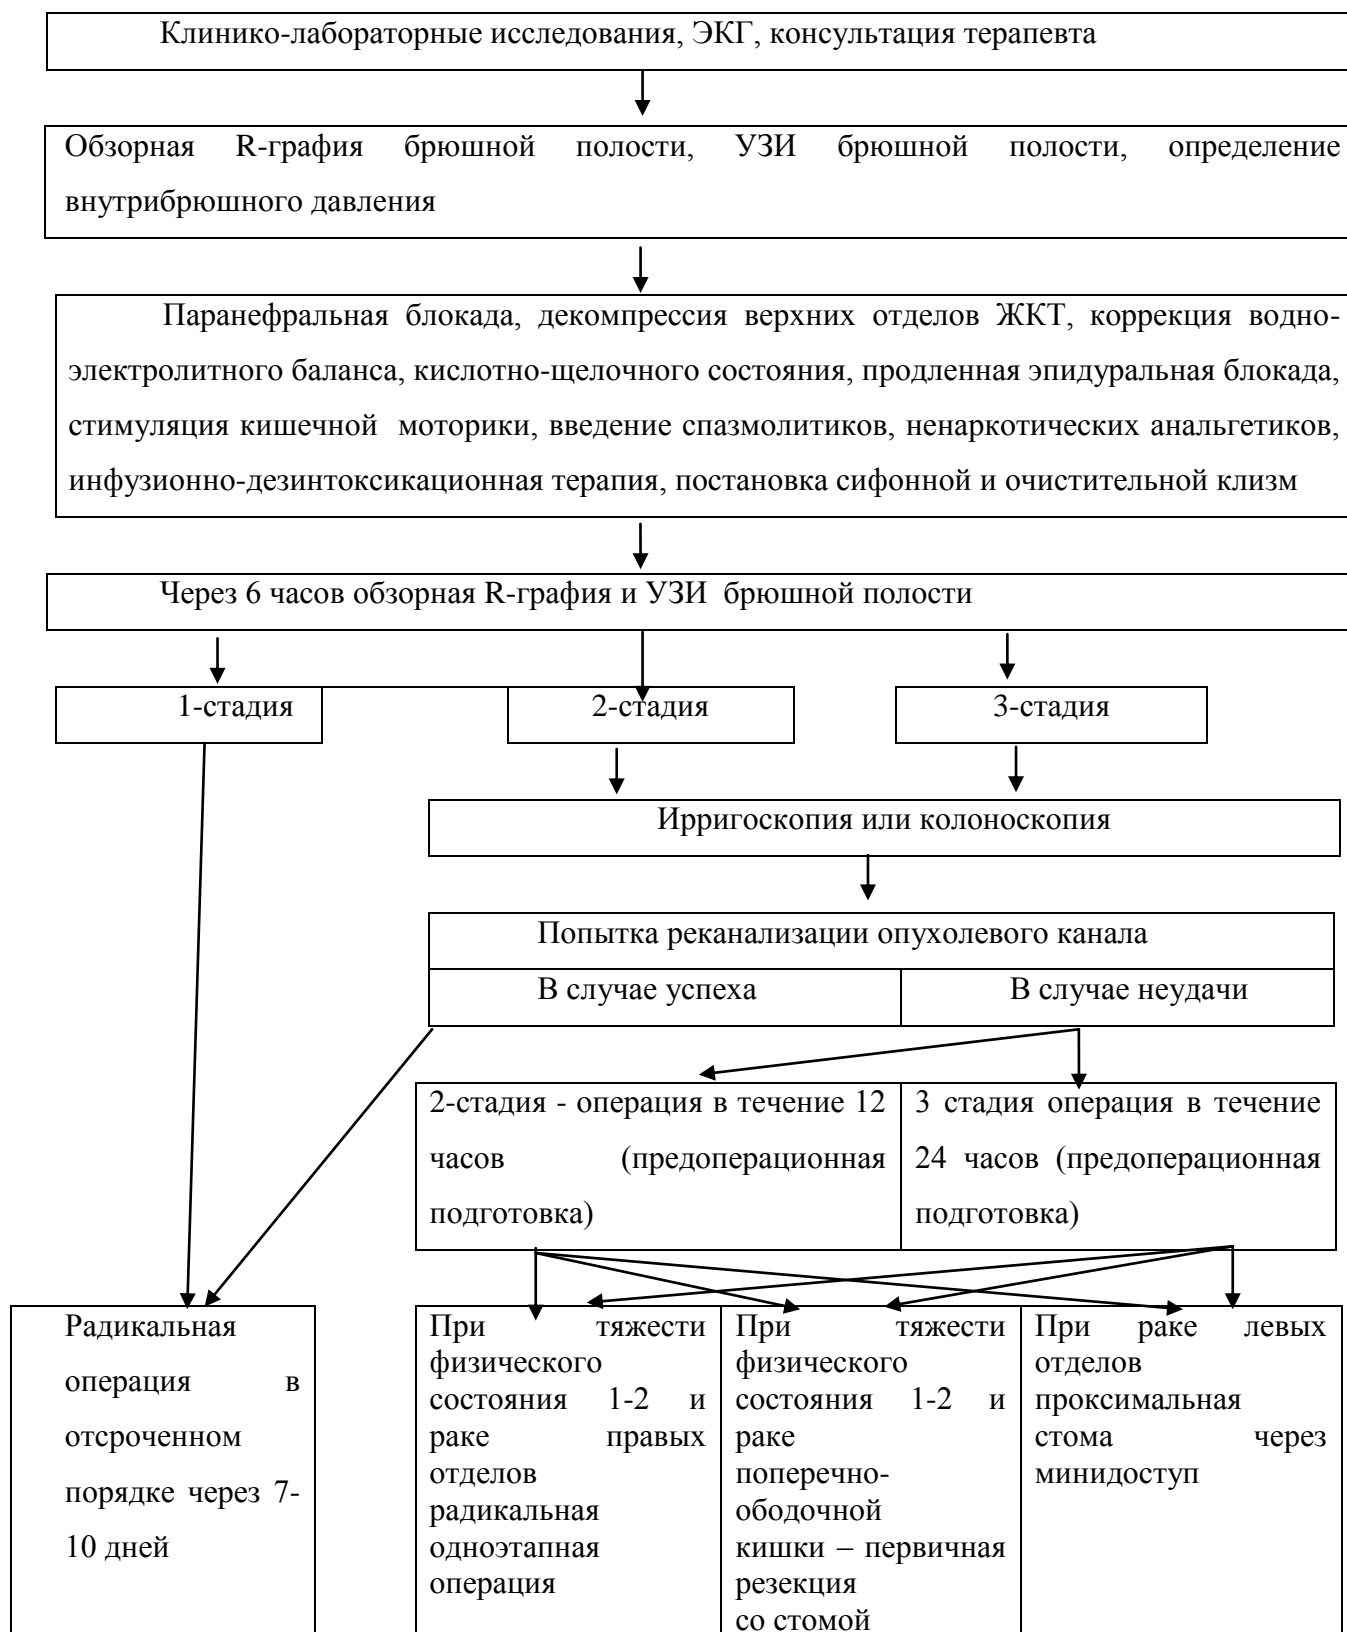 Клинико-лабораторные исследования, ЭКГ, консультация терапевта
Обзорная R-графия брюшной полости, УЗИ брюшной полости, определение
внутрибрюшного давления
Паранефральная блокада, декомпрессия верхних отделов ЖКТ, коррекция водно-
электролитного баланса, кислотно-щелочного состояния, продленная эпидуральная блокада,
стимуляция кишечной моторики, введение спазмолитиков, ненаркотических анальгетиков,
инфузионно-дезинтоксикационная терапия, постановка сифонной и очистительной клизм
Через 6 часов обзорная R-графия и УЗИ брюшной полости
1-стадия
2-стадия
3-стадия
Ирригоскопия или колоноскопия
Попытка реканализации опухолевого канала
В случае успеха
В случае неудачи
2-стадия - операция в течение 12
часов (предоперационная
подготовка)
3 стадия операция в течение
24 часов (предоперационная
подготовка)
Радикальная
операция в
отсроченном
порядке через 7-
10 дней
При тяжести
физического
состояния 1-2 и
раке правых
отделов
радикальная
одноэтапная
операция
При тяжести
физического
состояния 1-2 и
раке
поперечно-
ободочной
кишки – первичная
резекция
со стомой
При раке левых
отделов
проксимальная
стома через
минидоступ